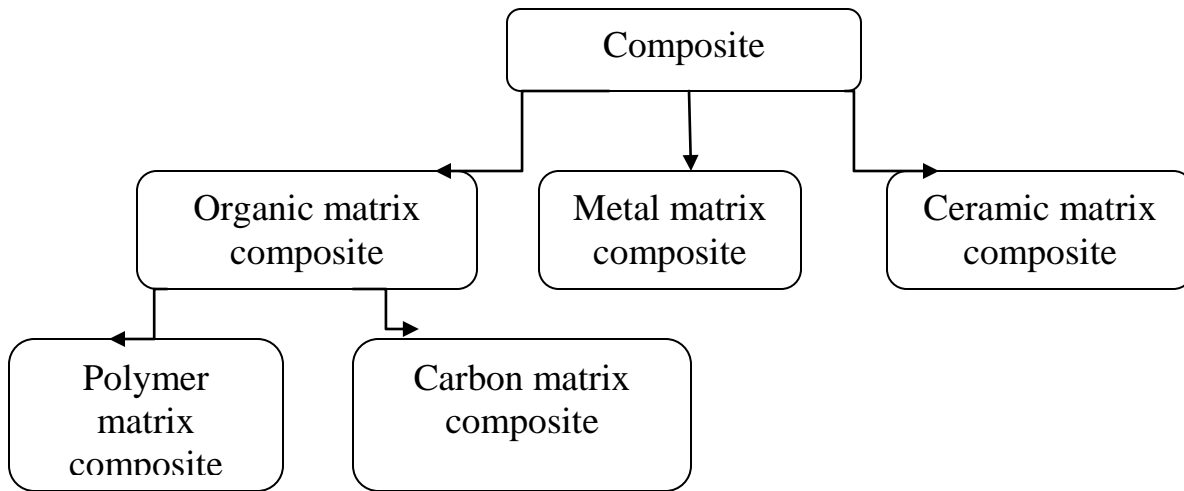 Composite
Organic matrix
composite
Metal matrix
composite
Ceramic matrix
composite
Polymer
matrix
composite
Carbon matrix
composite